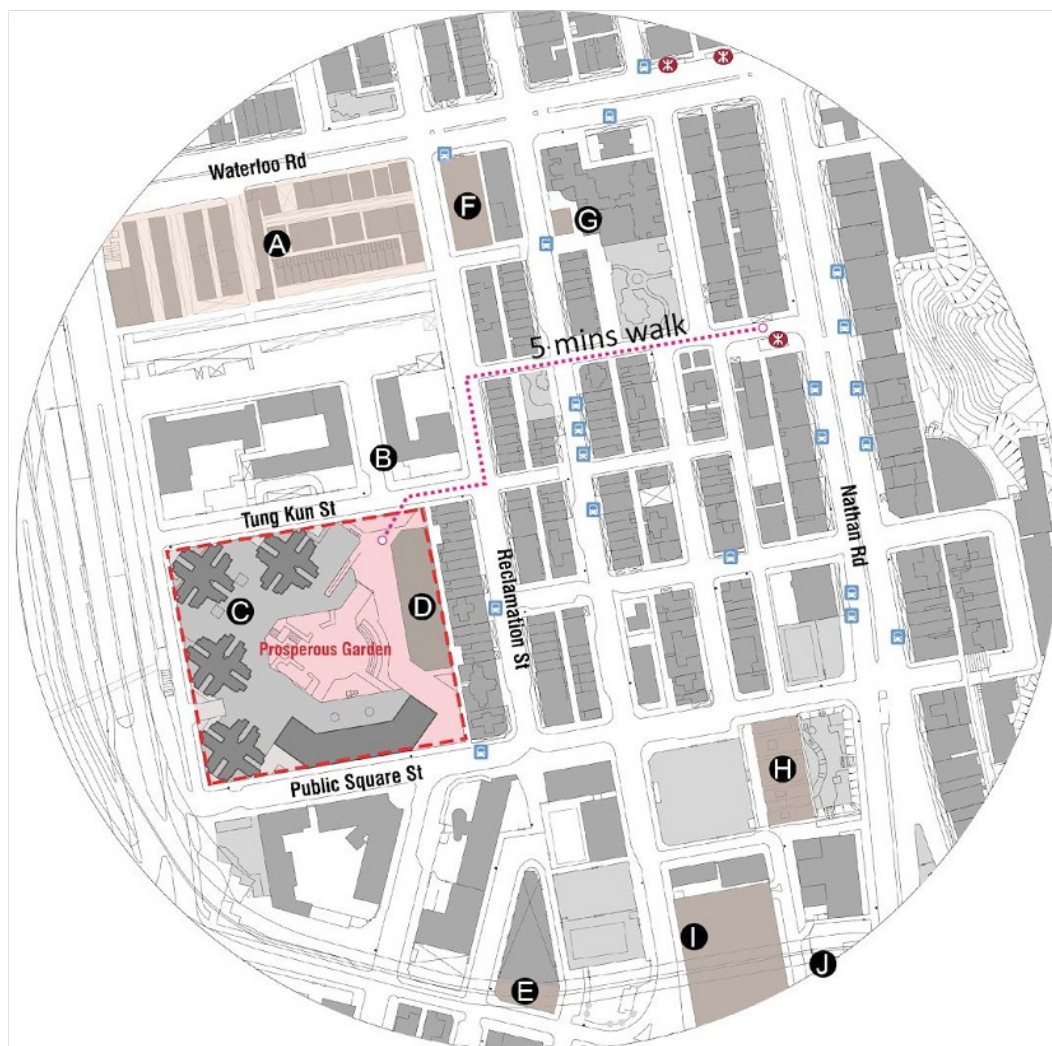 Waterloo Rd
F
A
G
5 mins walk
B
Tung Kun St
Nathan Rd
Reclamation St
C
D
Prosperous Garden
Public Square St
H
I
J
E